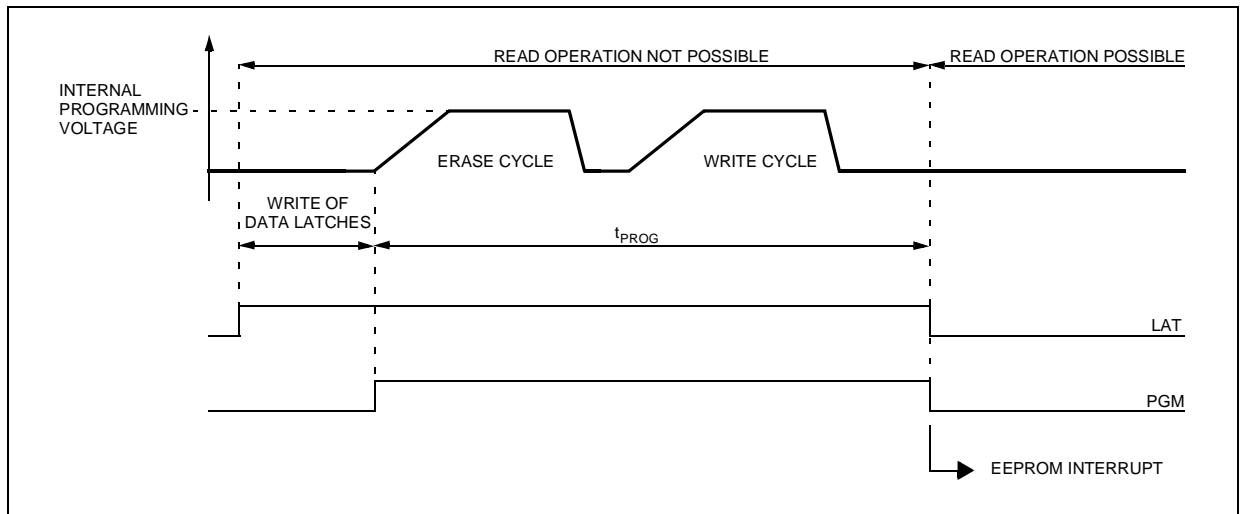 READ OPERATION NOT POSSIBLE
READ OPERATION POSSIBLE
INTERNAL
PROGRAMMING
VOLTAGE
ERASE CYCLE
WRITE CYCLE
WRITE OF
DATA LATCHES
tPROG
LAT
PGM
EEPROM INTERRUPT